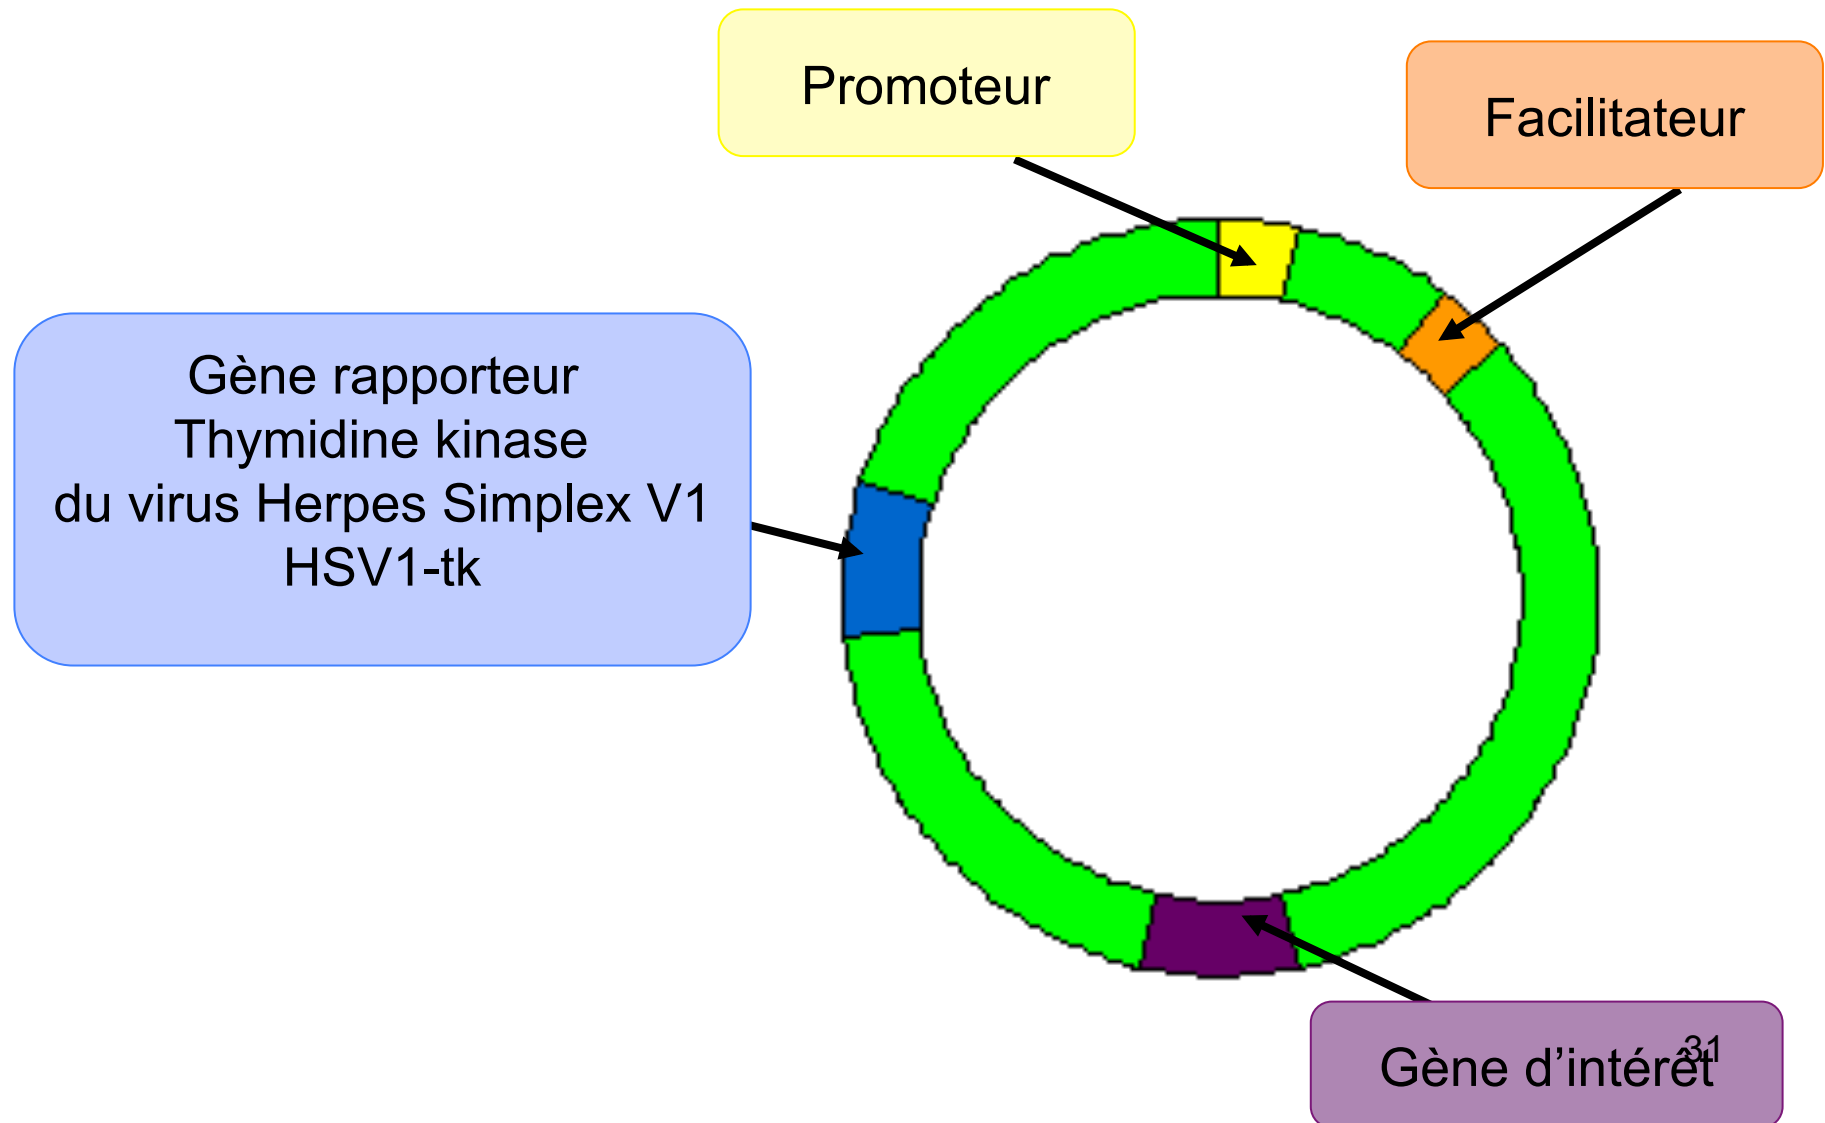 Promoteur
Facilitateur
Gène rapporteur
Thymidine kinase
du virus Herpes Simplex V1
HSV1-tk
Gène d’intérêt
31